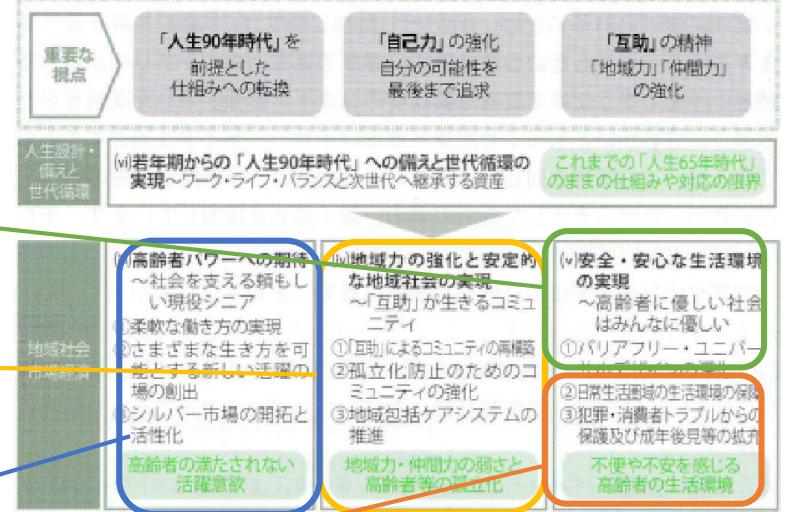 重要な
視点
「人生90年時代」を
前提とした
仕組みへの転換
「自己力」の強化
自分の可能性を
最後まで追求
「互助」の精神
「地域力」「仲間力」
の強化
人生設計・
備えと
世代循環
(ⅵ)若年期からの「人生90年時代」への備えと世代循環の
実現~ワーク・ライフ・バランスと次世代へ継承する資産
これまでの「人生65年時代」
のままの仕組みや対応の限界
地域社会
市場経済
高齢者パワーへの期待
~社会を支える頼もし
い現役シニア
①柔軟な働き方の実現
②さまざまな生き方を可
能とする新しい活躍の
場の創出
③シルバー市場の開拓と
活性化
高齢者の満たされない
活躍意欲
(ⅳ)地域力の強化と安定的
な地域社会の実現
~「互助」が生きるコミュ
ニティ
①「互助」によるコミュニティの再構築
②孤立化防止のためのコ
ミュニティの強化
③地域包括ケアシステムの
推進
地域力・仲間力の弱さと
高齢者等の孤立化
(ⅴ)安全・安心な生活環境
の実現
~高齢者に優しい社会
はみんなに優しい
①バリアフリー・ユニバー
②日常生活圏域の生活環境の保障
③犯罪・消費者トラブルからの
保護及び成年後見等の拡充
不便や不安を感じる
高齢者の生活環境